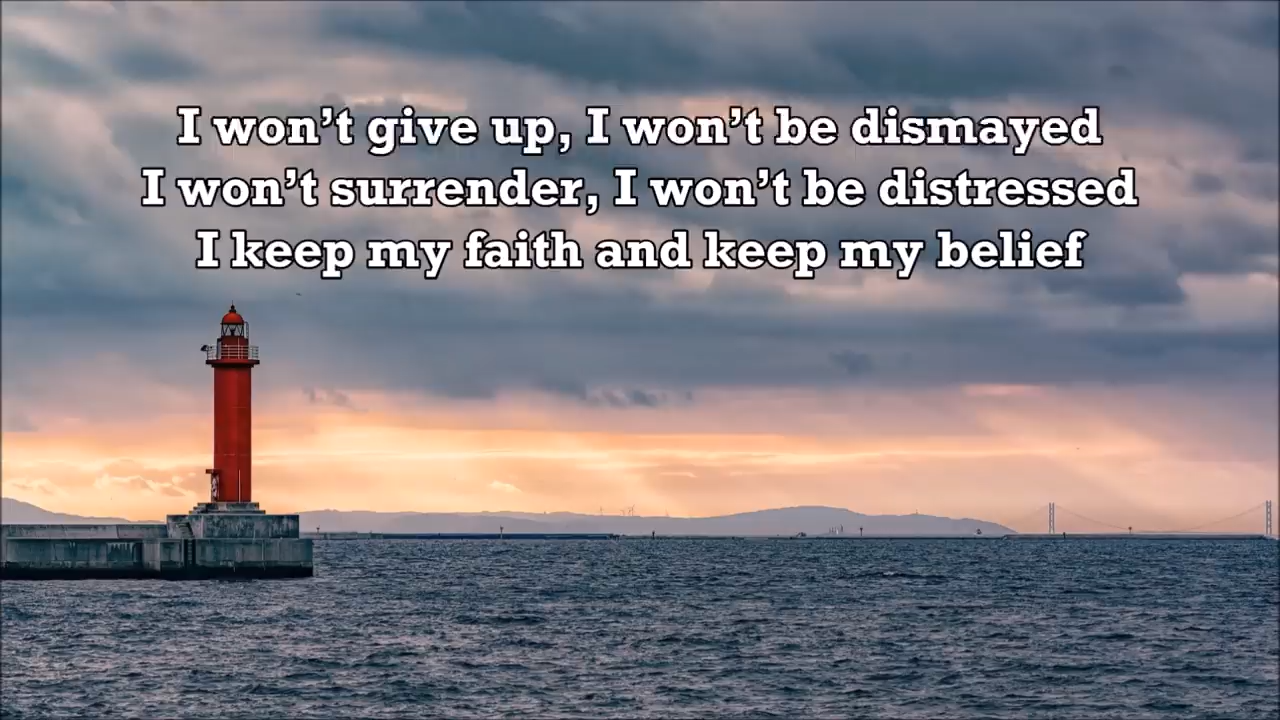 I won’t give up, I won’t be dismayed
I won’t surrender, I won’t be distressed
I keep my faith and keep my belief